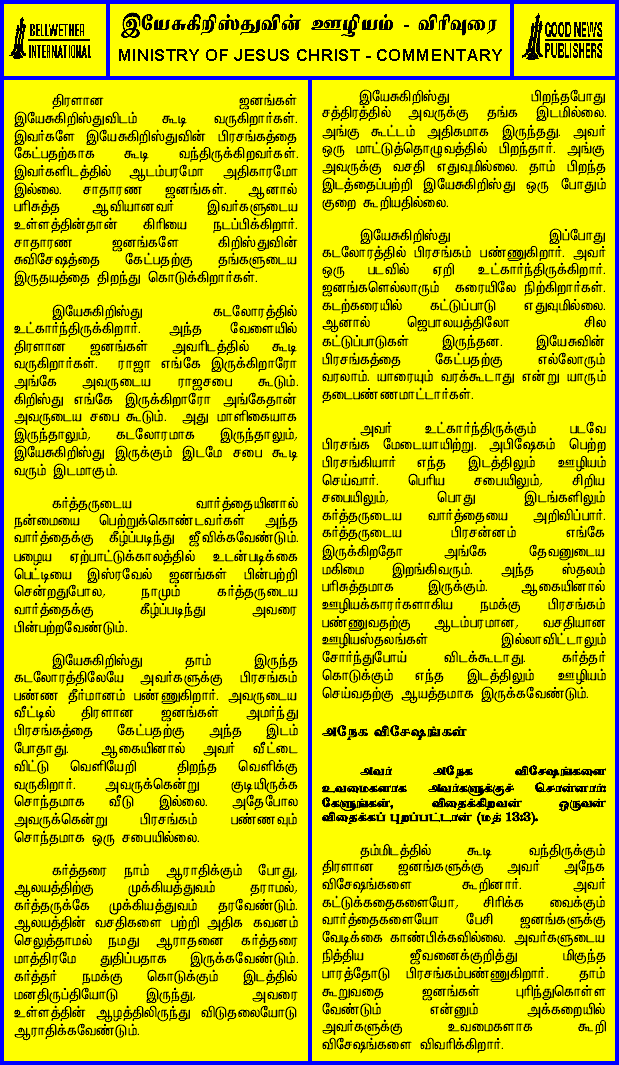 BELLWETHER
INTERNATIONAL
இயேசுகிறிஸ்துவின் ஊழியம் - விரிவுரை
MINISTRY OF JESUS CHRIST - COMMENTARY
GOOD NEWS
PUBLISHERS
திரளான ஜனங்கள்
இயேசுகிறிஸ்துவிடம் கூடி வருகிறார்கள்.
இவர்களே இயேசுகிறிஸ்துவின் பிரசங்கத்தை
கேட்பதற்காக கூடி வந்திருக்கிறவர்கள்.
இவர்களிடத்தில் ஆடம்பரமோ அதிகாரமோ
இல்லை. சாதாரண ஜனங்கள். ஆனால்
பரிசுத்த ஆவியானவர் இவர்களுடைய
உள்ளத்தின்தான் கிரியை நடப்பிக்கிறார்.
சாதாரண ஜனங்களே கிறிஸ்துவின்
சுவிசேஷத்தை கேட்பதற்கு தங்களுடைய
இருதயத்தை திறந்து கொடுக்கிறார்கள்.
இயேசுகிறிஸ்து கடலோரத்தில்
உட்கார்ந்திருக்கிறார். அந்த வேளையில்
திரளான ஜனங்கள் அவரிடத்தில் கூடி
வருகிறார்கள். ராஜா எங்கே இருக்கிறாரோ
அங்கே அவருடைய ராஜசபை கூடும்.
கிறிஸ்து எங்கே இருக்கிறாரோ அங்கேதான்
அவருடைய சபை கூடும். அது மாளிகையாக
இருந்தாலும், கடலோரமாக இருந்தாலும்,
இயேசுகிறிஸ்து இருக்கும் இடமே சபை கூடி
வரும் இடமாகும்.
கர்த்தருடைய வார்த்தையினால்
நன்மையை பெற்றுக்கொண்டவர்கள் அந்த
வார்த்தைக்கு கீழ்ப்படிந்து ஜீவிக்கவேண்டும்.
பழைய ஏற்பாட்டுக்காலத்தில் உடன்படிக்கை
பெட்டியை இஸ்ரவேல் ஜனங்கள் பின்பற்றி
சென்றதுபோல, நாமும் கர்த்தருடைய
வார்த்தைக்கு கீழ்ப்படிந்து அவரை
பின்பற்றவேண்டும்.
இயேசுகிறிஸ்து தாம் இருந்த
கடலோரத்திலேயே அவர்களுக்கு பிரசங்கம்
பண்ண தீர்மானம் பண்ணுகிறார். அவருடைய
வீட்டில் திரளான ஜனங்கள் அமர்ந்து
பிரசங்கத்தை கேட்பதற்கு அந்த இடம்
போதாது. ஆகையினால் அவர் வீட்டை
விட்டு வெளியேறி திறந்த வெளிக்கு
வருகிறார். அவருக்கென்று குடியிருக்க
சொந்தமாக வீடு இல்லை. அதேபோல
அவருக்கென்று பிரசங்கம் பண்ணவும்
சொந்தமாக ஒரு சபையில்லை.
கர்த்தரை நாம் ஆராதிக்கும் போது,
ஆலயத்திற்கு முக்கியத்துவம் தராமல்,
கர்த்தருக்கே முக்கியத்துவம் தரவேண்டும்.
ஆலயத்தின் வசதிகளை பற்றி அதிக கவனம்
செலுத்தாமல் நமது ஆராதனை கர்த்தரை
மாத்திரமே துதிப்பதாக இருக்கவேண்டும்.
கர்த்தர் நமக்கு கொடுக்கும் இடத்தில்
மனதிருப்தியோடு இருந்து, அவரை
உள்ளத்தின் ஆழத்திலிருந்து விடுதலையோடு
ஆராதிக்கவேண்டும்.
இயேசுகிறிஸ்து பிறந்தபோது
சத்திரத்தில் அவருக்கு தங்க இடமில்லை.
அங்கு கூட்டம் அதிகமாக இருந்தது. அவர்
ஒரு மாட்டுத்தொழுவத்தில் பிறந்தார். அங்கு
அவருக்கு வசதி எதுவுமில்லை. தாம் பிறந்த
இடத்தைப்பற்றி இயேசுகிறிஸ்து ஒரு போதும்
குறை கூறியதில்லை.
இயேசுகிறிஸ்து இப்போது
கடலோரத்தில் பிரசங்கம் பண்ணுகிறார். அவர்
ஒரு படவில் ஏறி உட்கார்ந்திருக்கிறார்.
ஜனங்களெல்லாரும் கரையிலே நிற்கிறார்கள்.
கடற்கரையில் கட்டுப்பாடு எதுவுமில்லை.
ஆனால் ஜெபாலயத்திலோ சில
கட்டுப்பாடுகள் இருந்தன. இயேசுவின்
பிரசங்கத்தை கேட்பதற்கு எல்லோரும்
வரலாம். யாரையும் வரக்கூடாது என்று யாரும்
தடைபண்ணமாட்டார்கள்.
அவர் உட்கார்ந்திருக்கும் படவே
பிரசங்க மேடையாயிற்று. அபிஷேகம் பெற்ற
பிரசங்கியார் எந்த இடத்திலும் ஊழியம்
செய்வார். பெரிய சபையிலும், சிறிய
சபையிலும், பொது இடங்களிலும்
கர்த்தருடைய வார்த்தையை அறிவிப்பார்.
கர்த்தருடைய பிரசன்னம் எங்கே
இருக்கிறதோ அங்கே தேவனுடைய
மகிமை இறங்கிவரும். அந்த ஸ்தலம்
பரிசுத்தமாக இருக்கும். ஆகையினால்
ஊழியக்காரர்களாகிய நமக்கு பிரசங்கம்
பண்ணுவதற்கு ஆடம்பரமான, வசதியான
ஊழியஸ்தலங்கள் இல்லாவிட்டாலும்
சோர்ந்துபோய் விடக்கூடாது. கர்த்தர்
கொடுக்கும் எந்த இடத்திலும் ஊழியம்
செய்வதற்கு ஆயத்தமாக இருக்கவேண்டும்.
அநேக விசேஷங்கள்
அவர் அநேக விசேஷங்களை
உவமைகளாக அவர்களுக்குச் சொன்னார்:
கேளுங்கள், விதைக்கிறவன் ஒருவன்
விதைக்கப் புறப்பட்டான் (மத் 13:3).
தம்மிடத்தில் கூடி வந்திருக்கும்
திரளான ஜனங்களுக்கு அவர் அநேக
விசேஷங்களை கூறினார். அவர்
கட்டுக்கதைகளையோ, சிரிக்க வைக்கும்
வார்த்தைகளையோ பேசி ஜனங்களுக்கு
வேடிக்கை காண்பிக்கவில்லை. அவர்களுடைய
நித்திய ஜீவனைக்குறித்து மிகுந்த
பாரத்தோடு பிரசங்கம்பண்ணுகிறார். தாம்
கூறுவதை ஜனங்கள் புரிந்துகொள்ள
வேண்டும் என்னும் அக்கறையில்
அவர்களுக்கு உவமைகளாக கூறி
விசேஷங்களை விவரிக்கிறார்.